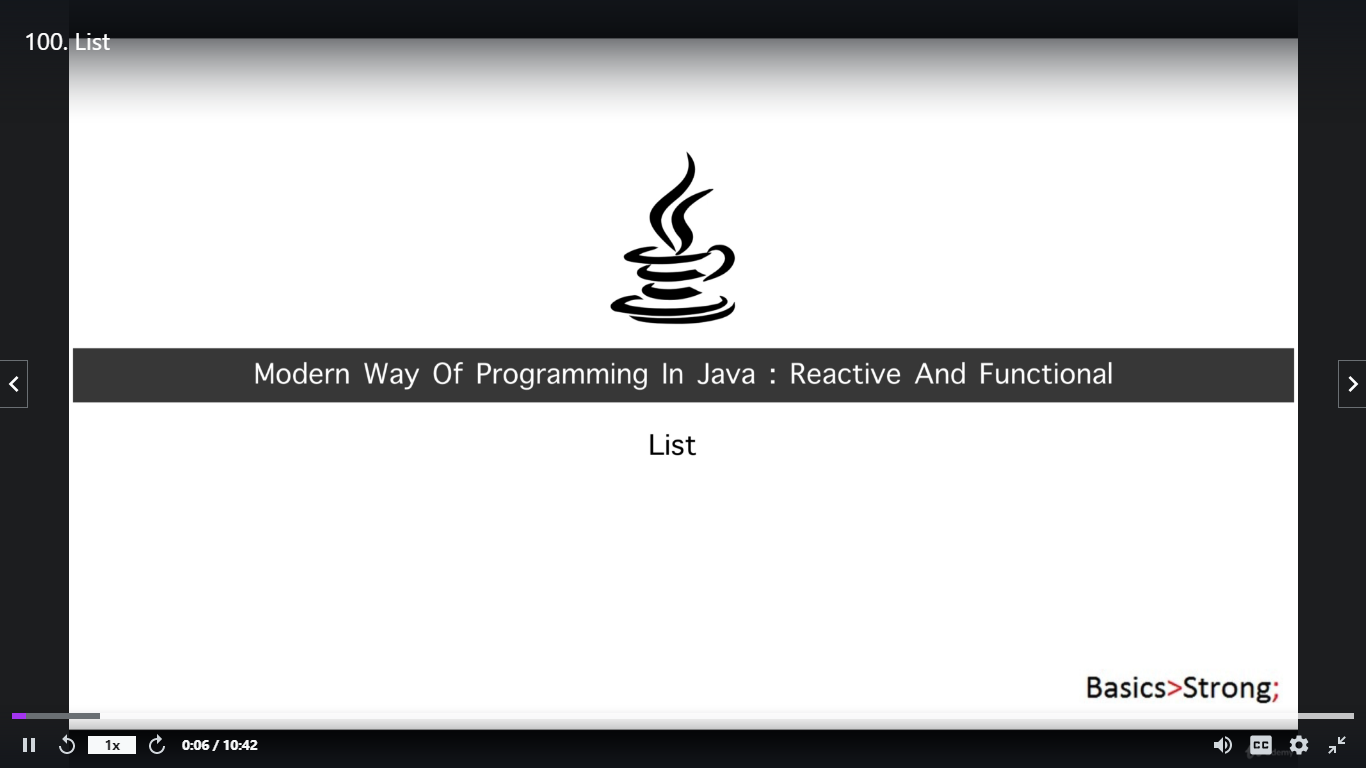 100. List
Modern Way Of Programming In Java : Reactive And Functional
List
Basics>Strong;
1x
0:06 / 10:42
CC